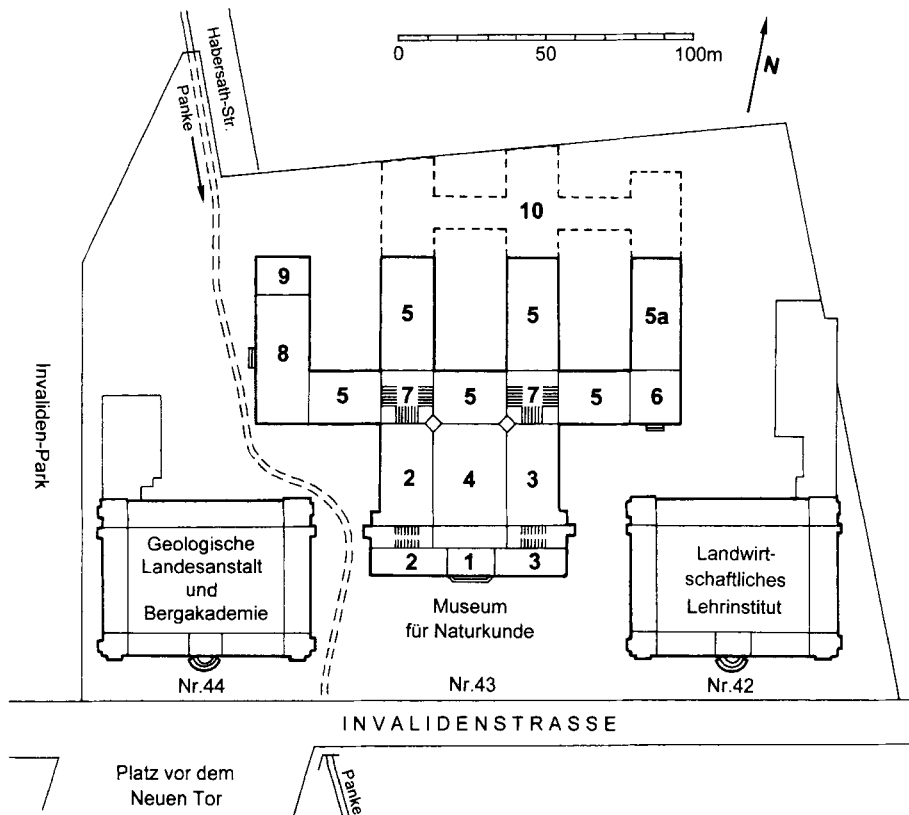 Habersath-Str.
Panke
0 50 100m
N
10
9
8
5
5
5a
5
7
5
7
5
6
2
4
3
2
1
3
Invaliden-Park
Geologische
Landesanstalt
und
Bergakademie
Museum
für Naturkunde
Landwirt-
schaftliches
Lehrinstitut
Nr.44
Nr.43
Nr.42
INVALIDENSTRASSE
Platz vor dem
Neuen Tor
Panke